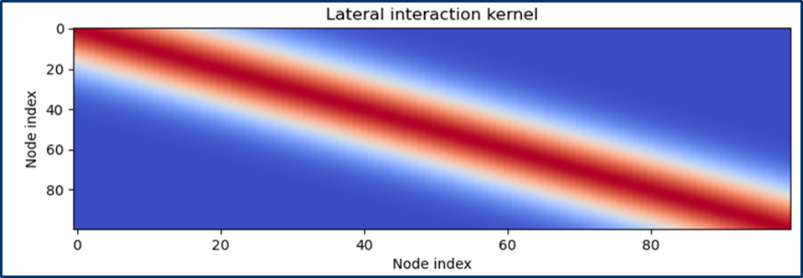 Lateral interaction kernel
0
20
40
60
80
Node index
0 20 40 60 80
Node index